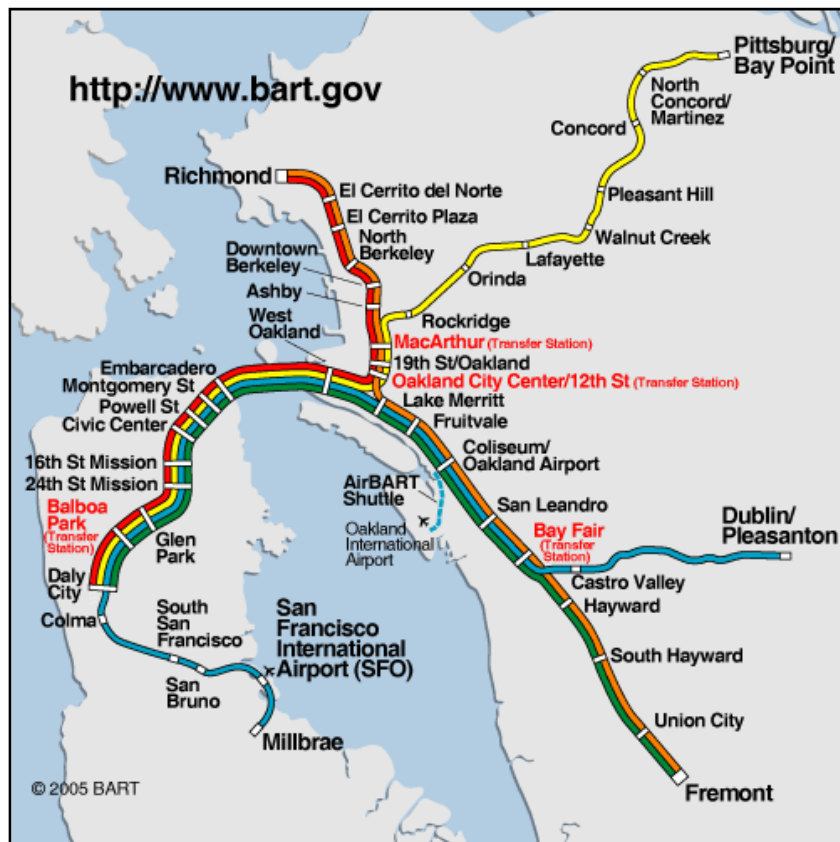 http://www.bart.gov
Pittsburg/
Bay Point
North
Concord/
Martinez
Concord
Pleasant Hill
Walnut Creek
Lafayette
Orinda
Rockridge
Richmond
El Cerrito del Norte
El Cerrito Plaza
North
Berkeley
Downtown
Berkeley
Ashby
West
Oakland
MacArthur (Transfer Station)
19th St/Oakland
Oakland City Center/12th St (Transfer Station)
Lake Merritt
Fruitvale
Coliseum/
Oakland Airport
Embarcadero
Montgomery St
Powell St
Civic Center
16th St Mission
24th St Mission
Balboa
Park
(Transfer
Station)
Glen
Park
Daly
City
Colma
South
San
Francisco
San
Bruno
San
Francisco
International
Airport (SFO)
Millbrae
AirBART
Shuttle
Oakland
International
Airport
San Leandro
Bay Fair
(Transfer
Station)
Dublin/
Pleasanton
Castro Valley
Hayward
South Hayward
Union City
Fremont
© 2005 BART